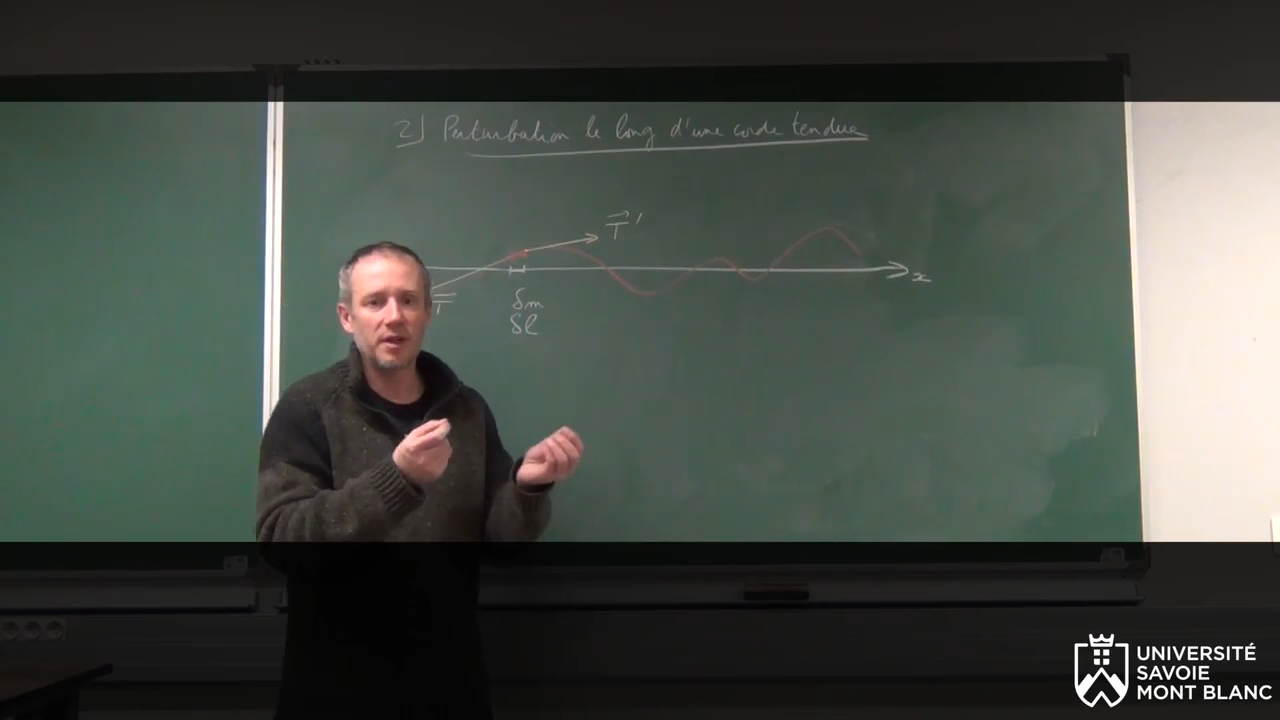 2) Perturbation le long d'une corde tendue
T'
T
x
δm
δl
UNIVERSITÉ
SAVOIE
MONT BLANC